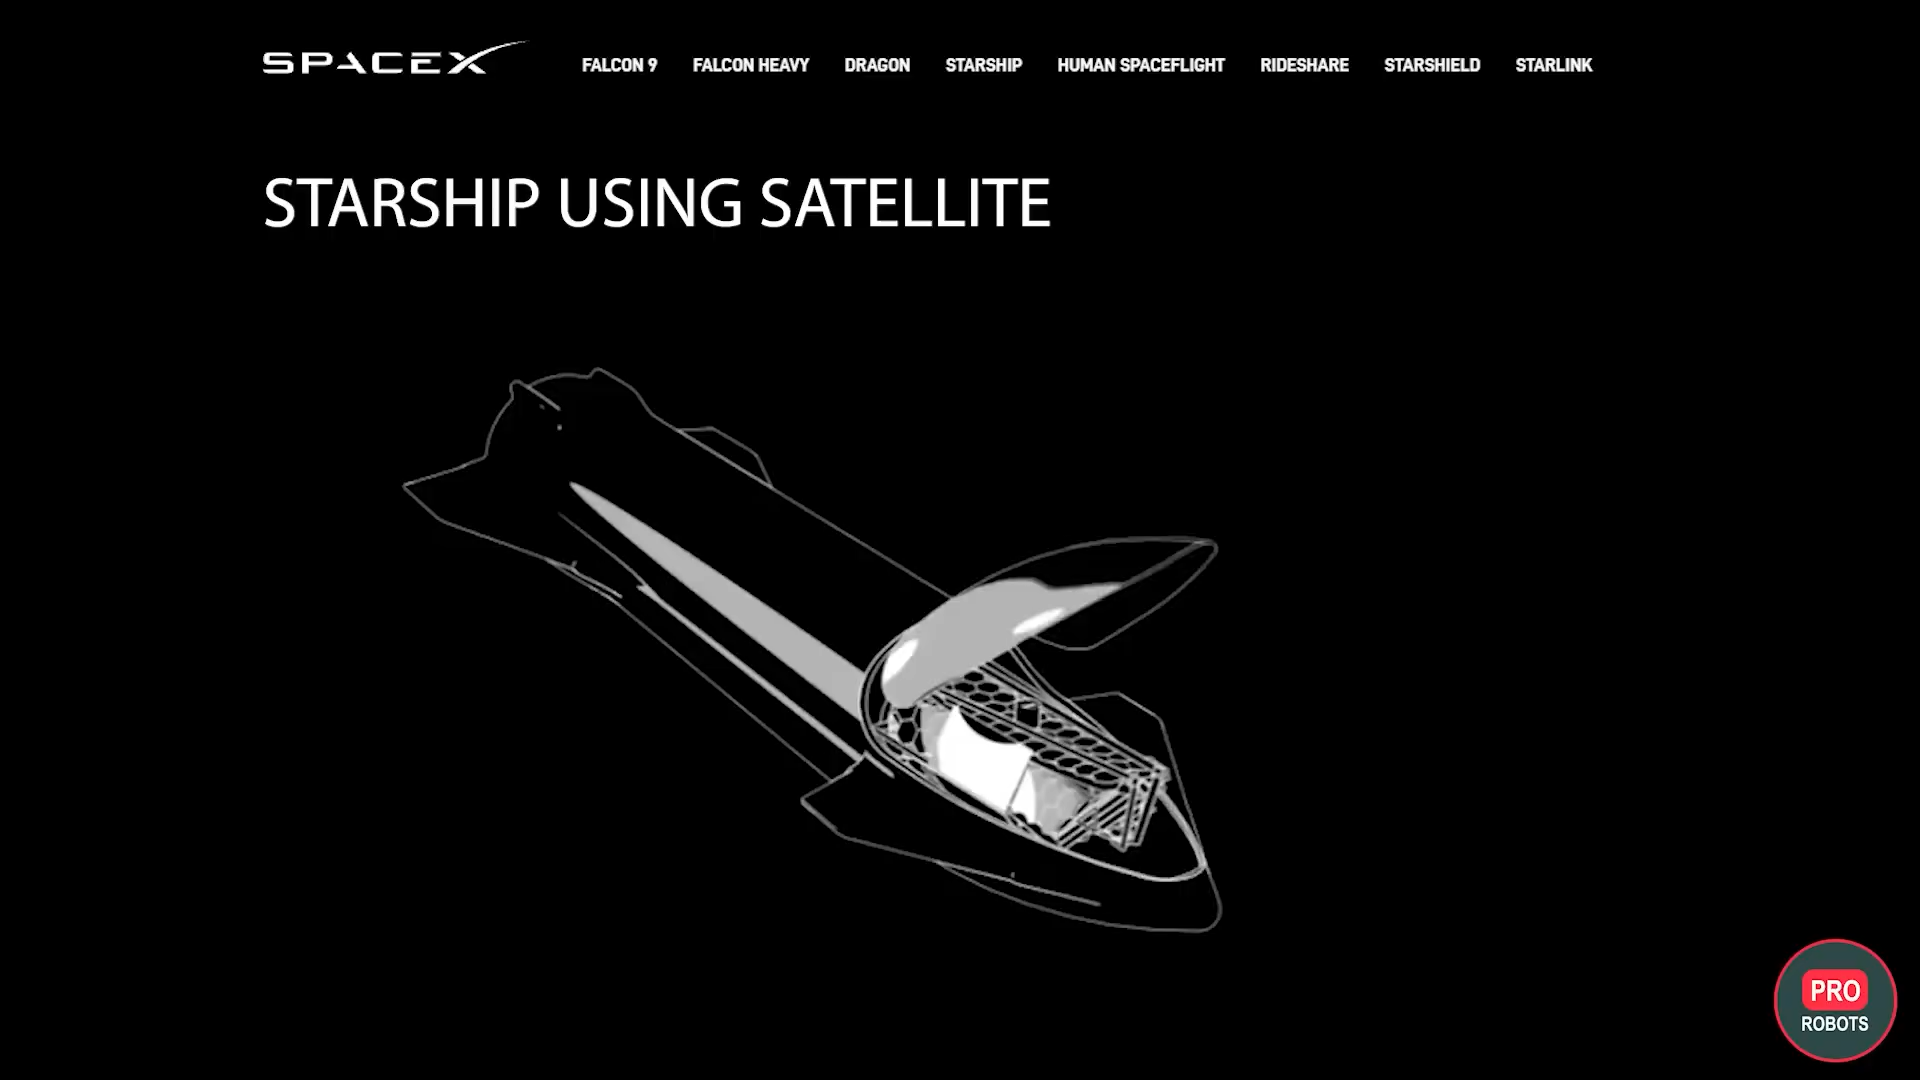 SPACEX FALCON 9 FALCON HEAVY DRAGON STARSHIP HUMAN SPACEFLIGHT RIDESHARE STARSHIELD STARLINK
STARSHIP USING SATELLITE
PRO
ROBOTS